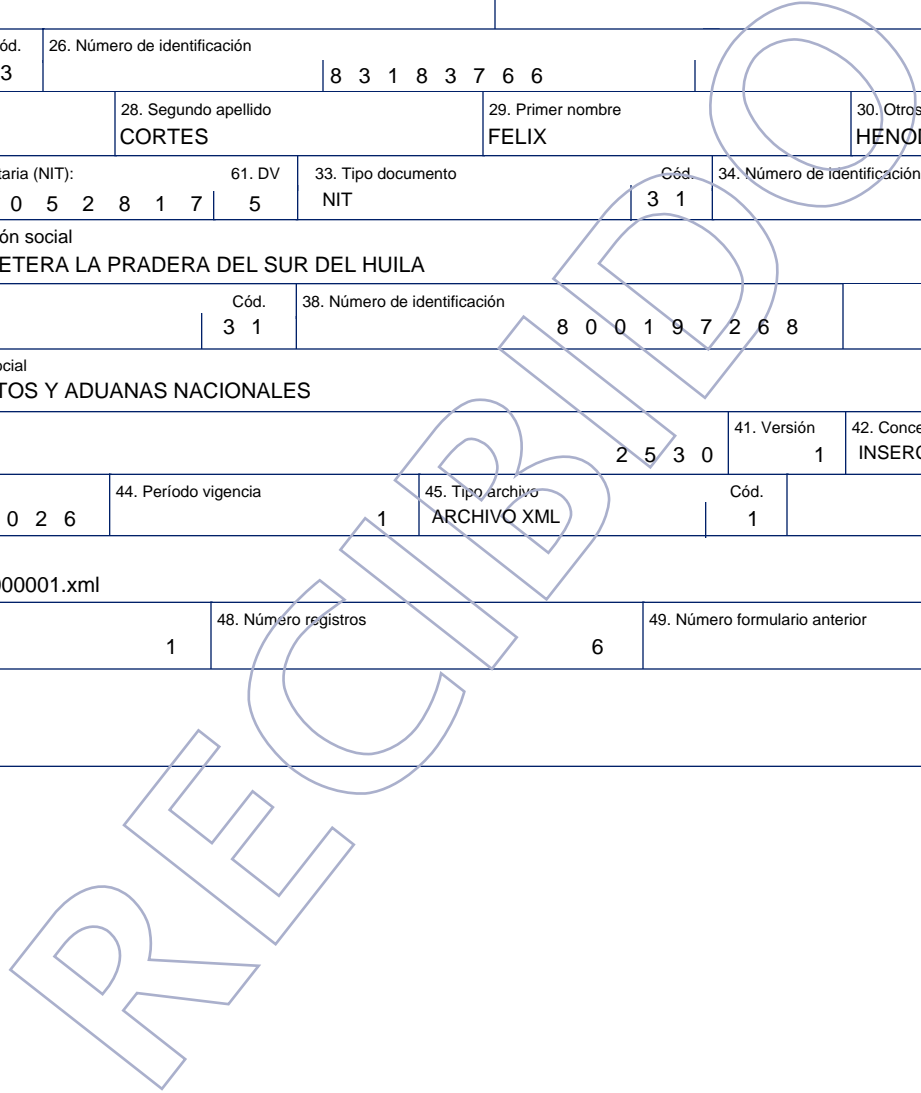 ód. 26. Número de identificación
3 8 3 1 8 3 7 6 6
28. Segundo apellido 29. Primer nombre 30. Otros
CORTES FELIX HENO
taria (NIT): 61. DV 33. Tipo documento Cód. 34. Número de identificación
0 5 2 8 1 7 5 NIT 3 1
ón social
ETERA LA PRADERA DEL SUR DEL HUILA
Cód. 38. Número de identificación
3 1 8 0 0 1 9 7 2 6 8
ocial
TOS Y ADUANAS NACIONALES
41. Versión 42. Conce
2 5 3 0 1 INSER
44. Período vigencia 45. Tipo archivo Cód.
0 2 6 1 ARCHIVO XML 1
000001.xml
48. Número registros 49. Número formulario anterior
1 6
RECIBIDO